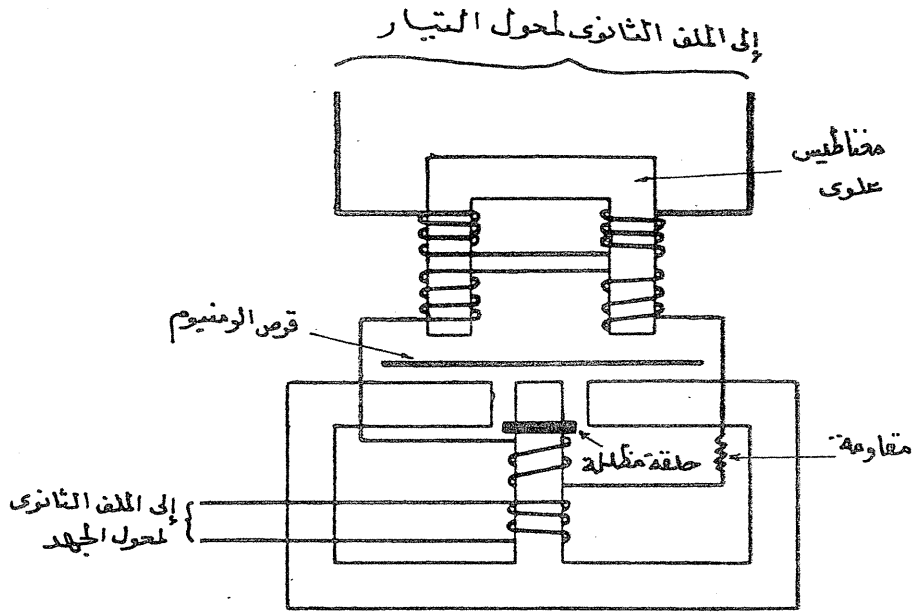 إلى الملف الثانوى لمحول التيار
مغناطيس
علوى
قرص الومنيوم
حلقة مظللة
مقاومة
إلى الملف الثانوى
لمحول الجهد